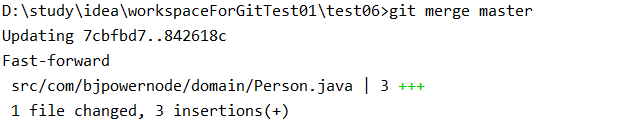 D:\study\idea\workspaceForGitTest01\test06>git merge master
Updating 7cbfbd7..842618c
Fast-forward
 src/com/bjpowernode/domain/Person.java | 3 +++
 1 file changed, 3 insertions(+)